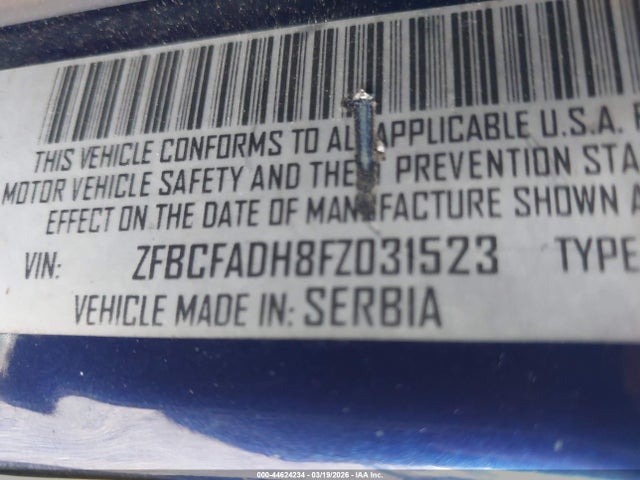 THIS VEHICLE CONFORMS TO ALL APPLICABLE U.S.A.
MOTOR VEHICLE SAFETY AND THEFT PREVENTION STA
EFFECT ON THE DATE OF MANUFACTURE SHOWN A
VIN: ZFBCFADH8FZ031523 TYPE
VEHICLE MADE IN: SERBIA
000-44624234 - 03/19/2026 - IAA Inc.